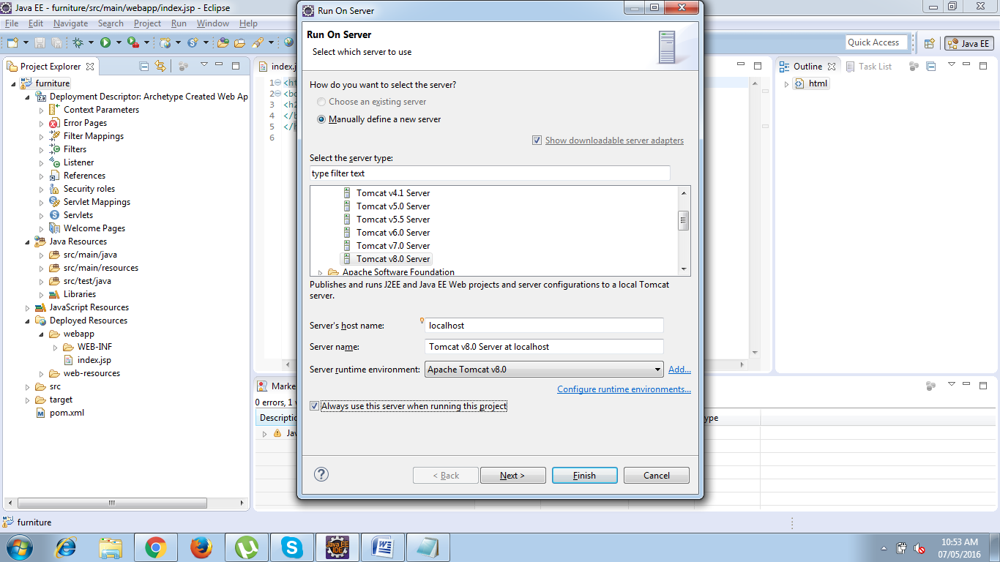 Java EE - furniture/src/main/webapp/index.jsp - Eclipse
File Edit Navigate Search Project Run Window Help
Quick Access
Java EE
Project Explorer
furniture
Deployment Descriptor: Archetype Created Web Ap
Context Parameters
Error Pages
Filter Mappings
Filters
Listener
References
Security roles
Servlet Mappings
Servlets
Welcome Pages
Java Resources
src/main/java
src/main/resources
src/test/java
Libraries
JavaScript Resources
Deployed Resources
webapp
WEB-INF
index.jsp
web-resources
src
target
pom.xml
index.j
1 <h
2 <bo
3 <h2
4 </b
5 </h
6
Run On Server
Run On Server
Select which server to use
How do you want to select the server?
Choose an existing server
Manually define a new server
Show downloadable server adapters
Select the server type:
type filter text
Tomcat v4.1 Server
Tomcat v5.0 Server
Tomcat v5.5 Server
Tomcat v6.0 Server
Tomcat v7.0 Server
Tomcat v8.0 Server
Apache Software Foundation
Publishes and runs J2EE and Java EE Web projects and server configurations to a local Tomcat
server.
Server's host name: localhost
Server name: Tomcat v8.0 Server at localhost
Server runtime environment: Apache Tomcat v8.0 Add...
Configure runtime environments...
Always use this server when running this project
< Back Next > Finish Cancel
Outline Task List
html
Marke
0 errors, 1 
Descriptio
ype
Jav
furniture
Java EE
IDE
10:53 AM
07/05/2016